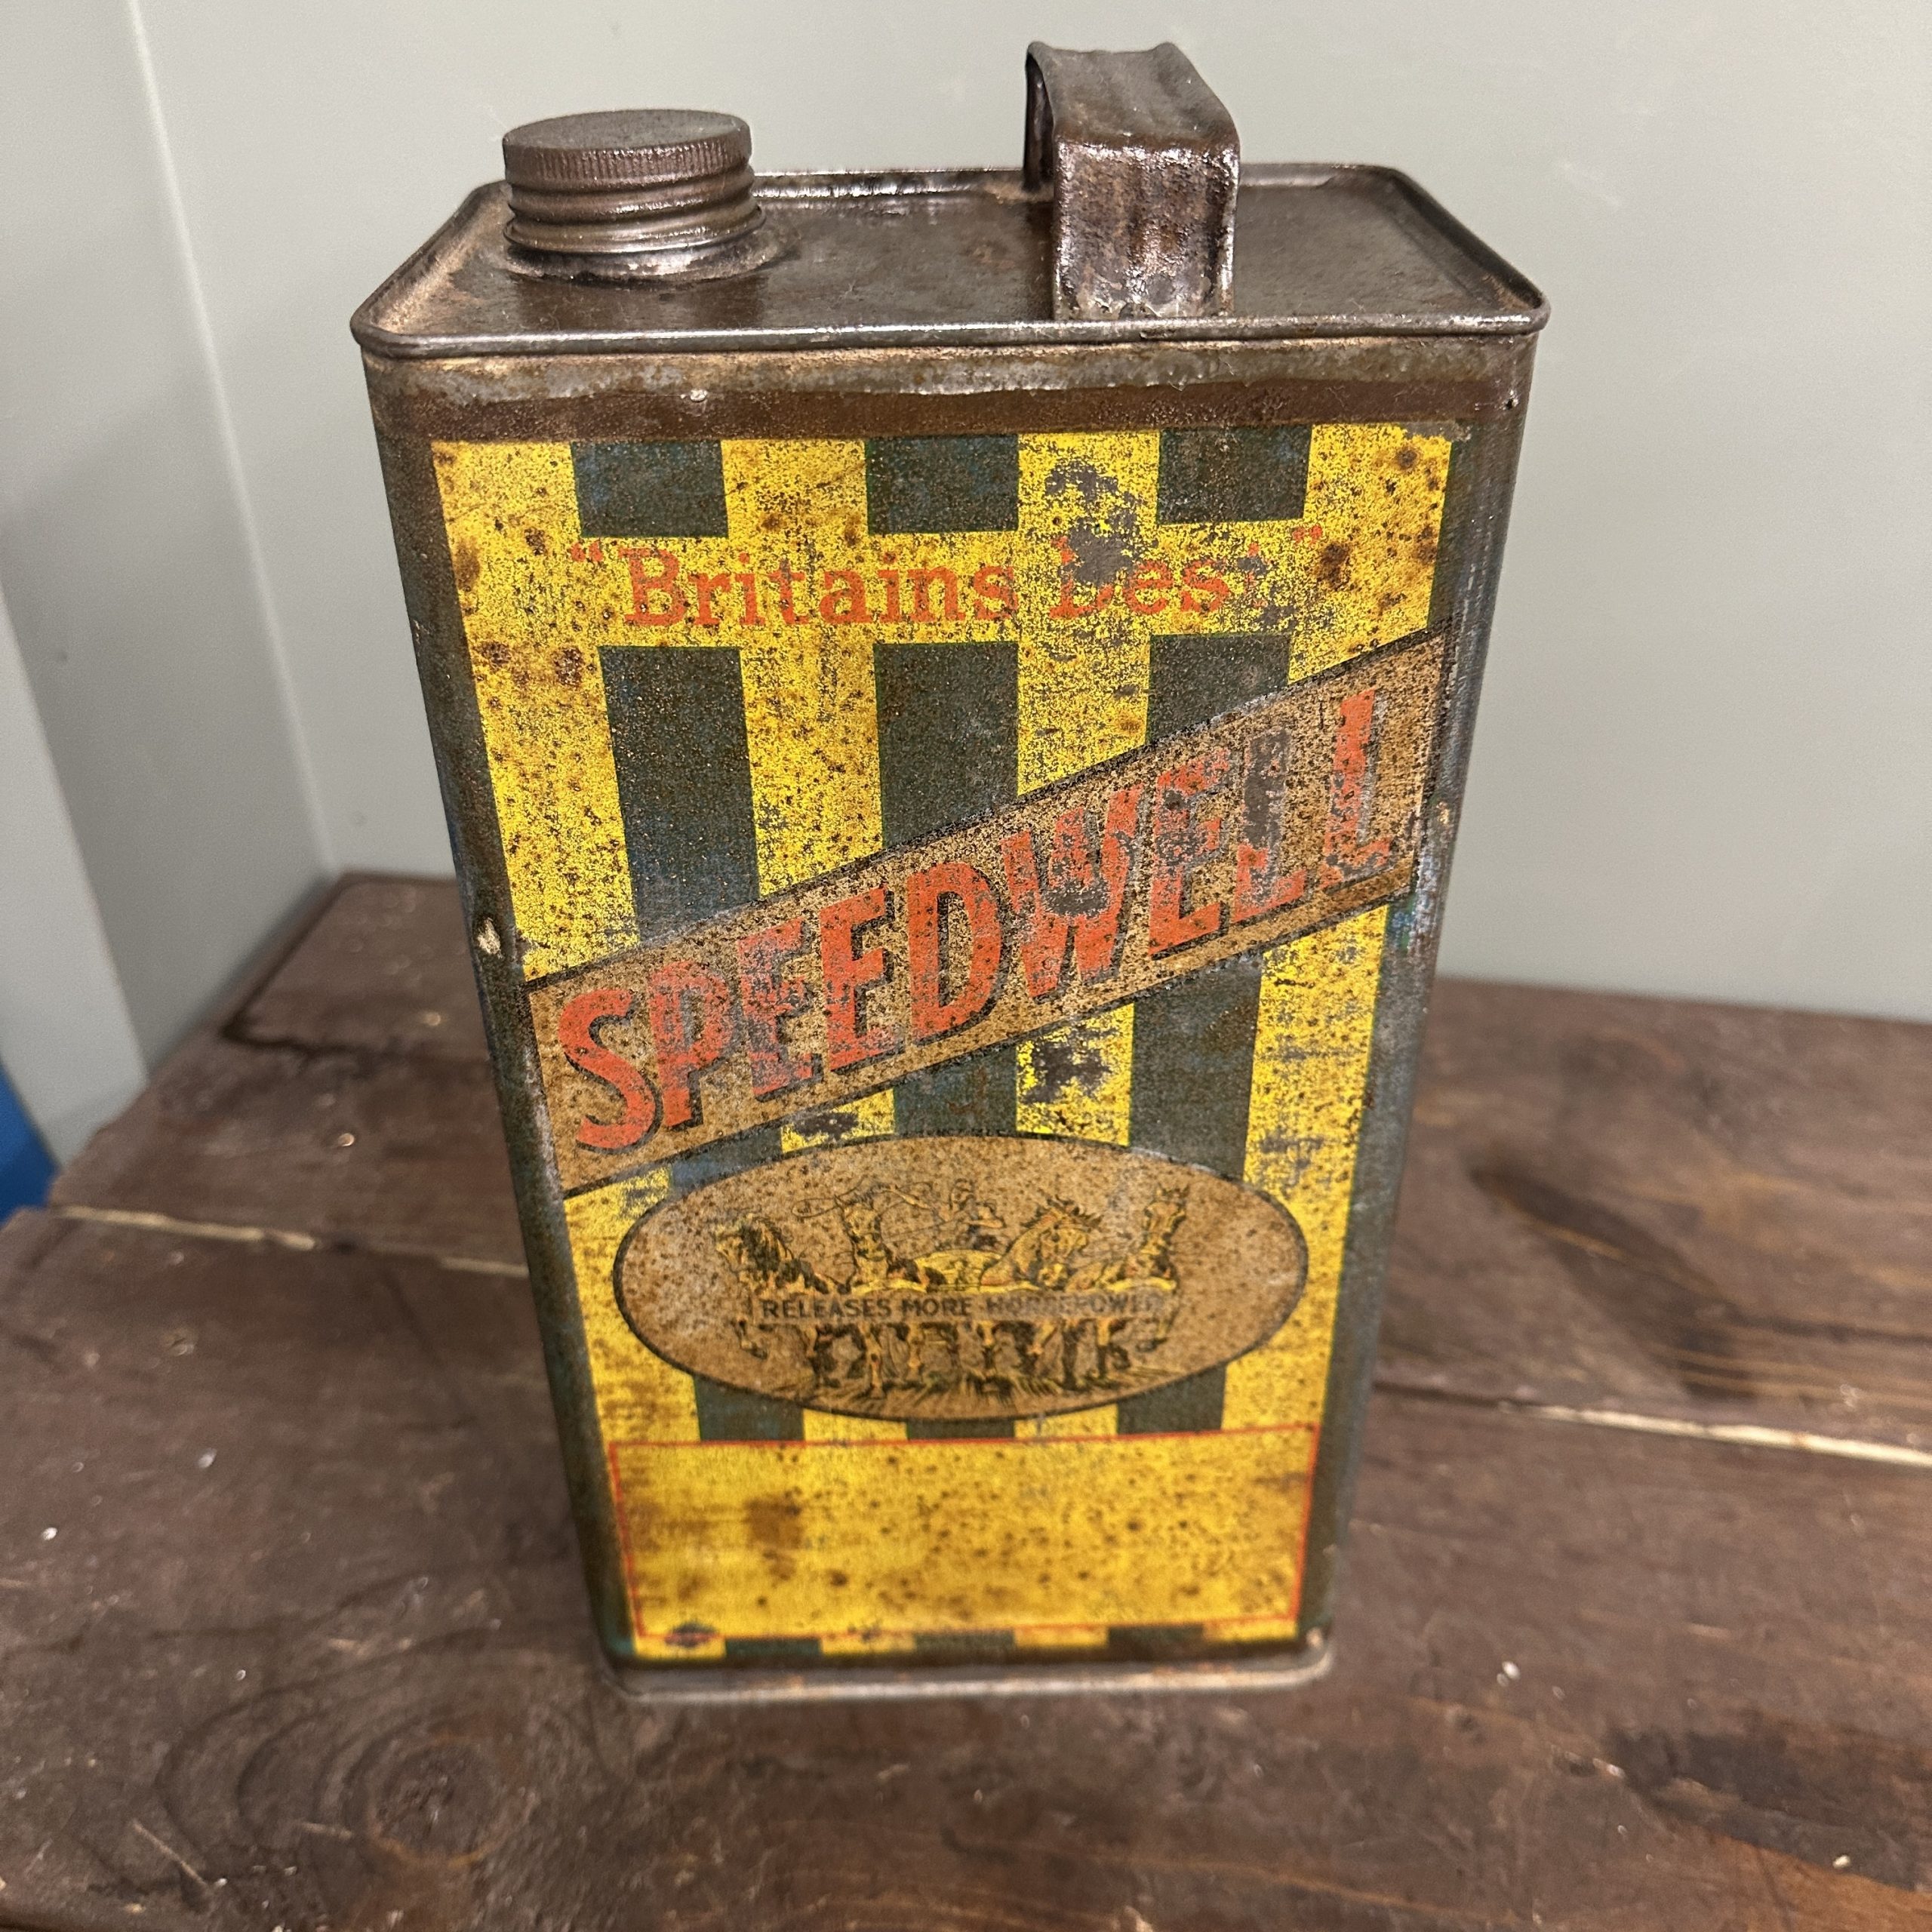 "Britains Best"
SPEEDWELL
RELEASES MORE HORSEPOWER